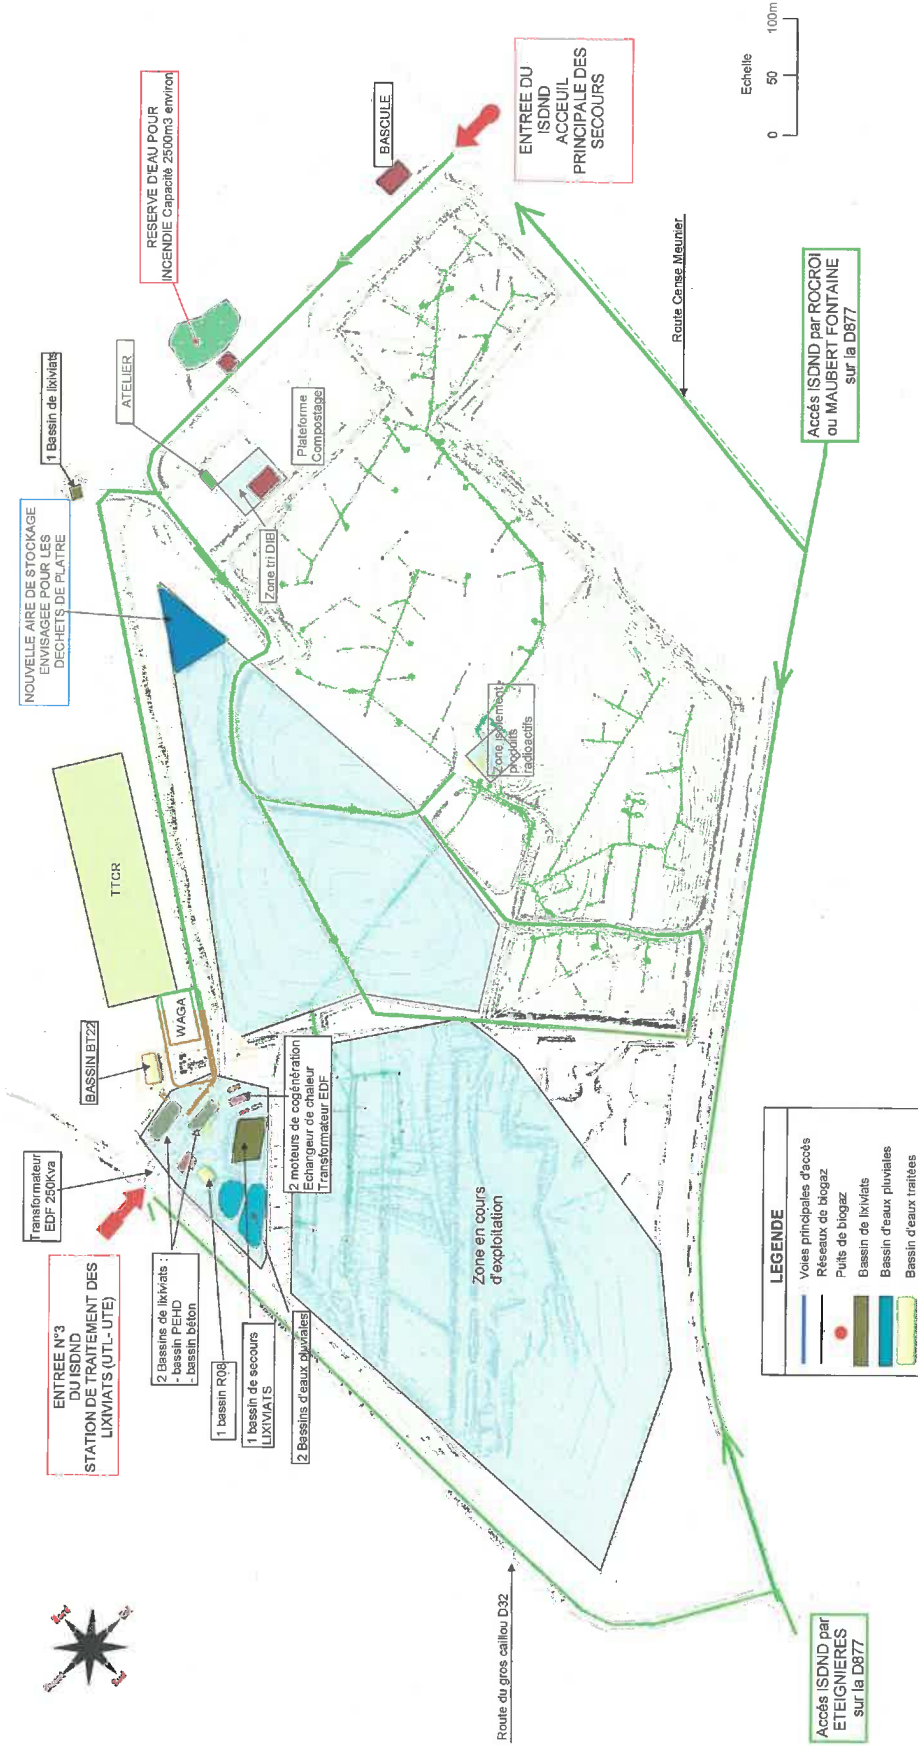 ENTREE N°3
DU ISDND
STATION DE TRAITEMENT DES
LIXIVIATS (UTL- UTE)
Transformateur
EDF 250Kva
BASSIN BT22
TTCR
WAGA
NOUVELLE AIRE DE STOCKAGE
ENVISAGEE POUR LES
DECHETS DE PLATRE
1 Bassin de lixiviats
ATELIER
RESERVE D'EAU POUR
INCENDIE Capacité 2500m3 environ
BASCULE
ENTREE DU
ISDND
ACCEUIL
PRINCIPALE DES
SECOURS
2 Bassins de lixiviats :
- bassin PEHD
- bassin béton
1 bassin R08
1 bassin de secours
LIXIVIATS
2 Bassins d'eaux pluviales
2 moteurs de cogénération
Echangeur de chaleur
Transformateur EDF
Zone tri DIB
Plateforme
Compostage
Zone isolement
produits
radioactifs
Zone en cours
d'exploitation
Route du gros caillou D32
Route Cense Meunier
Echelle
0 50 100m
Accés ISDND par
ETEIGNIERES
sur la D877
Accés ISDND par ROCROI
ou MAUBERT FONTAINE
sur la D877
LEGENDE
Voies principales d'accès
Réseaux de biogaz
Puits de biogaz
Bassin de lixiviats
Bassin d'eaux pluviales
Bassin d'eaux traitées